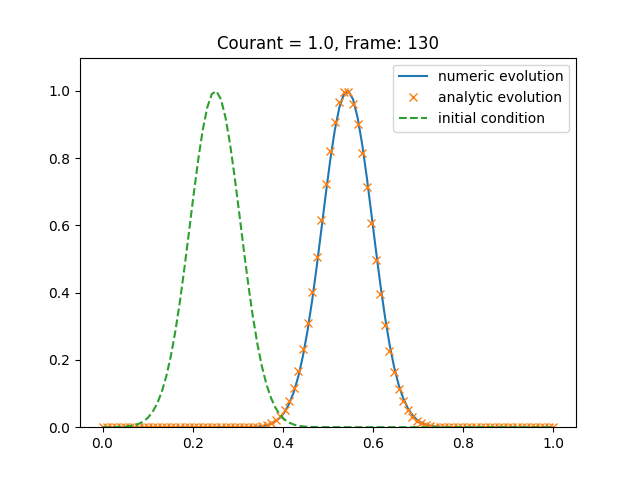 Courant = 1.0, Frame: 130
numeric evolution
analytic evolution
initial condition
1.0
0.8
0.6
0.4
0.2
0.0
0.0 0.2 0.4 0.6 0.8 1.0